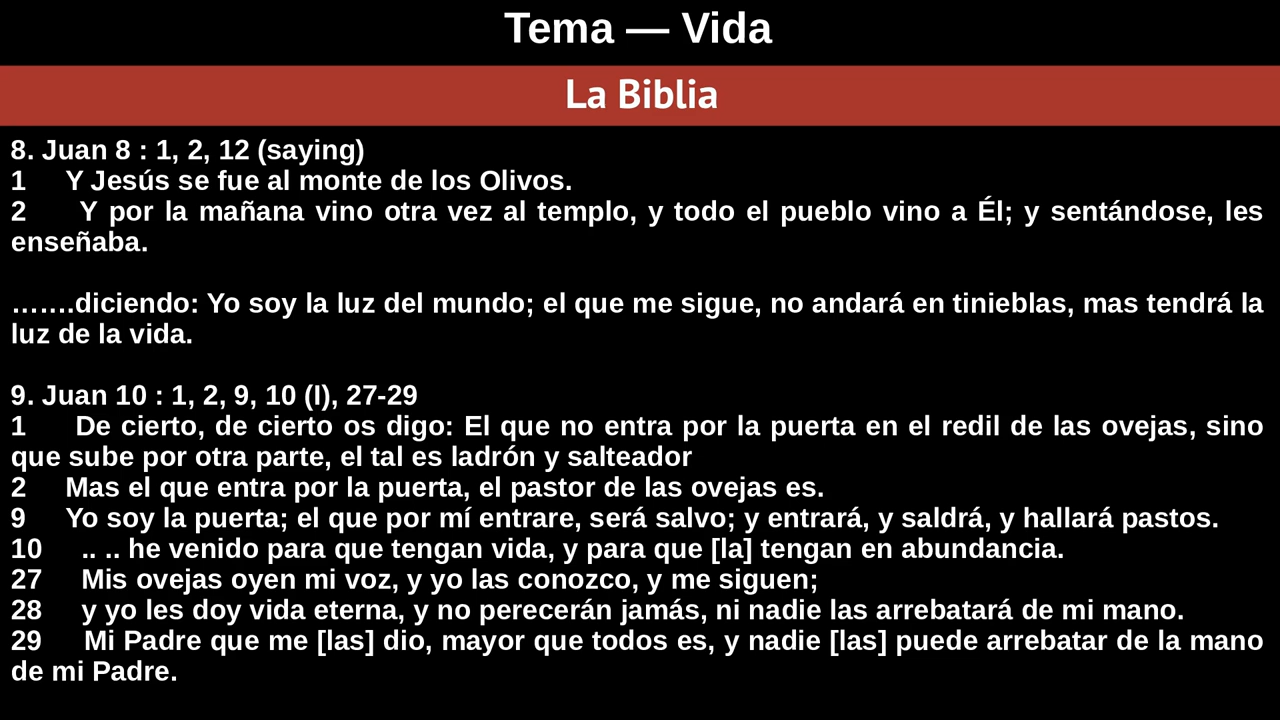 Tema — Vida
La Biblia
8. Juan 8 : 1, 2, 12 (saying)
1 Y Jesús se fue al monte de los Olivos.
2 Y por la mañana vino otra vez al templo, y todo el pueblo vino a Él; y sentándose, les
enseñaba.
…….diciendo: Yo soy la luz del mundo; el que me sigue, no andará en tinieblas, mas tendrá la
luz de la vida.
9. Juan 10 : 1, 2, 9, 10 (I), 27-29
1 De cierto, de cierto os digo: El que no entra por la puerta en el redil de las ovejas, sino
que sube por otra parte, el tal es ladrón y salteador
2 Mas el que entra por la puerta, el pastor de las ovejas es.
9 Yo soy la puerta; el que por mí entrare, será salvo; y entrará, y saldrá, y hallará pastos.
10 .. .. he venido para que tengan vida, y para que [la] tengan en abundancia.
27 Mis ovejas oyen mi voz, y yo las conozco, y me siguen;
28 y yo les doy vida eterna, y no perecerán jamás, ni nadie las arrebatará de mi mano.
29 Mi Padre que me [las] dio, mayor que todos es, y nadie [las] puede arrebatar de la mano
de mi Padre.